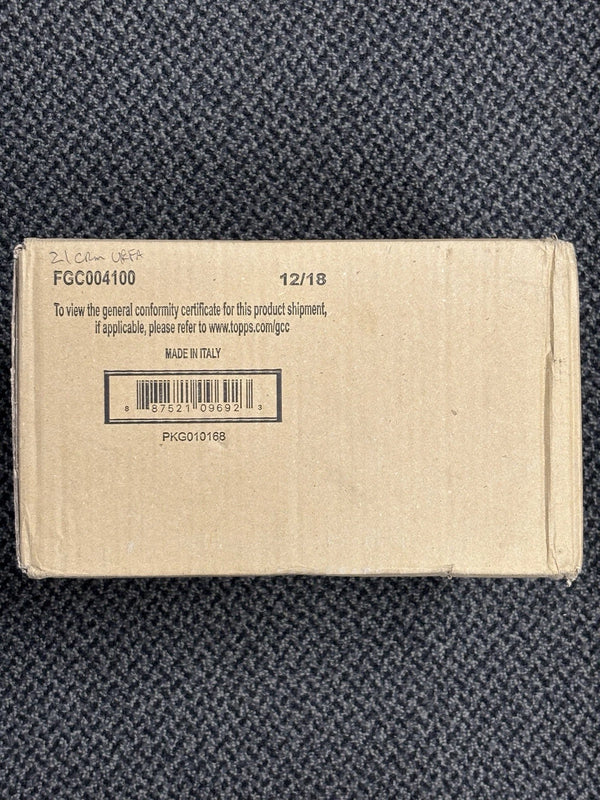 21 Crm UEFA
FGC004100 12/18
To view the general conformity certificate for this product shipment,
if applicable, please refer to www.topps.com/gcc
MADE IN ITALY
8 87521 09692 3
PKG010168